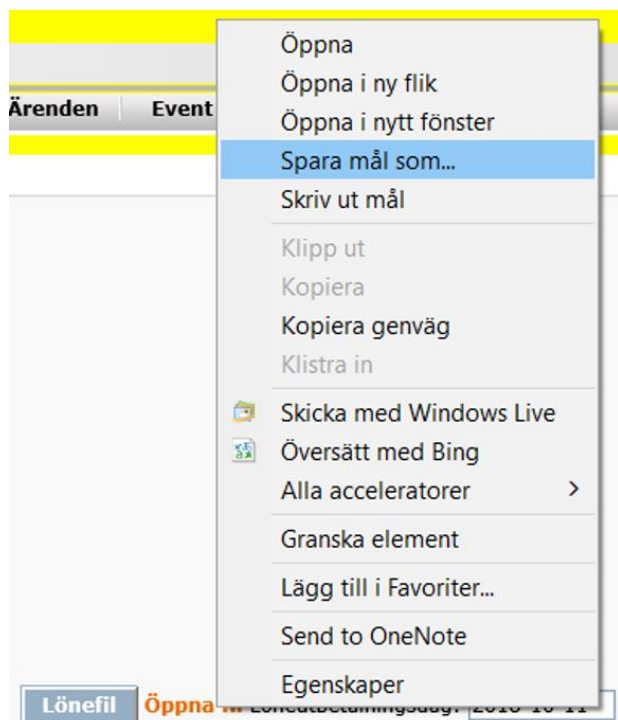 Öppna
Öppna i ny flik
Ärenden Event
Öppna i nytt fönster
Spara mål som...
Skriv ut mål
Klipp ut
Kopiera
Kopiera genväg
Klistra in
Skicka med Windows Live
Översätt med Bing
Alla acceleratorer
Granska element
Lägg till i Favoriter...
Send to OneNote
Egenskaper
Lönefil Öppna